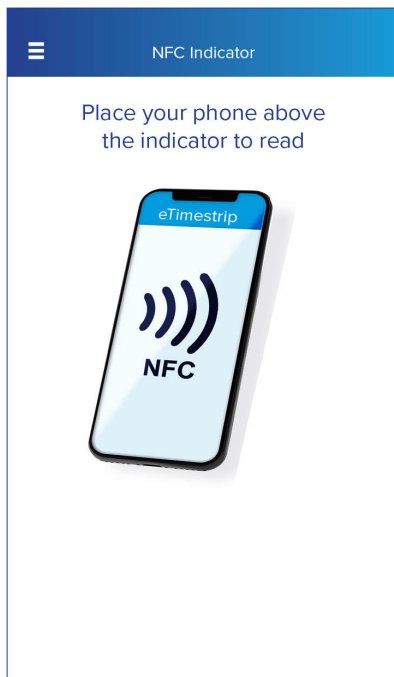 NFC Indicator
Place your phone above
the indicator to read
eTimestrip
NFC